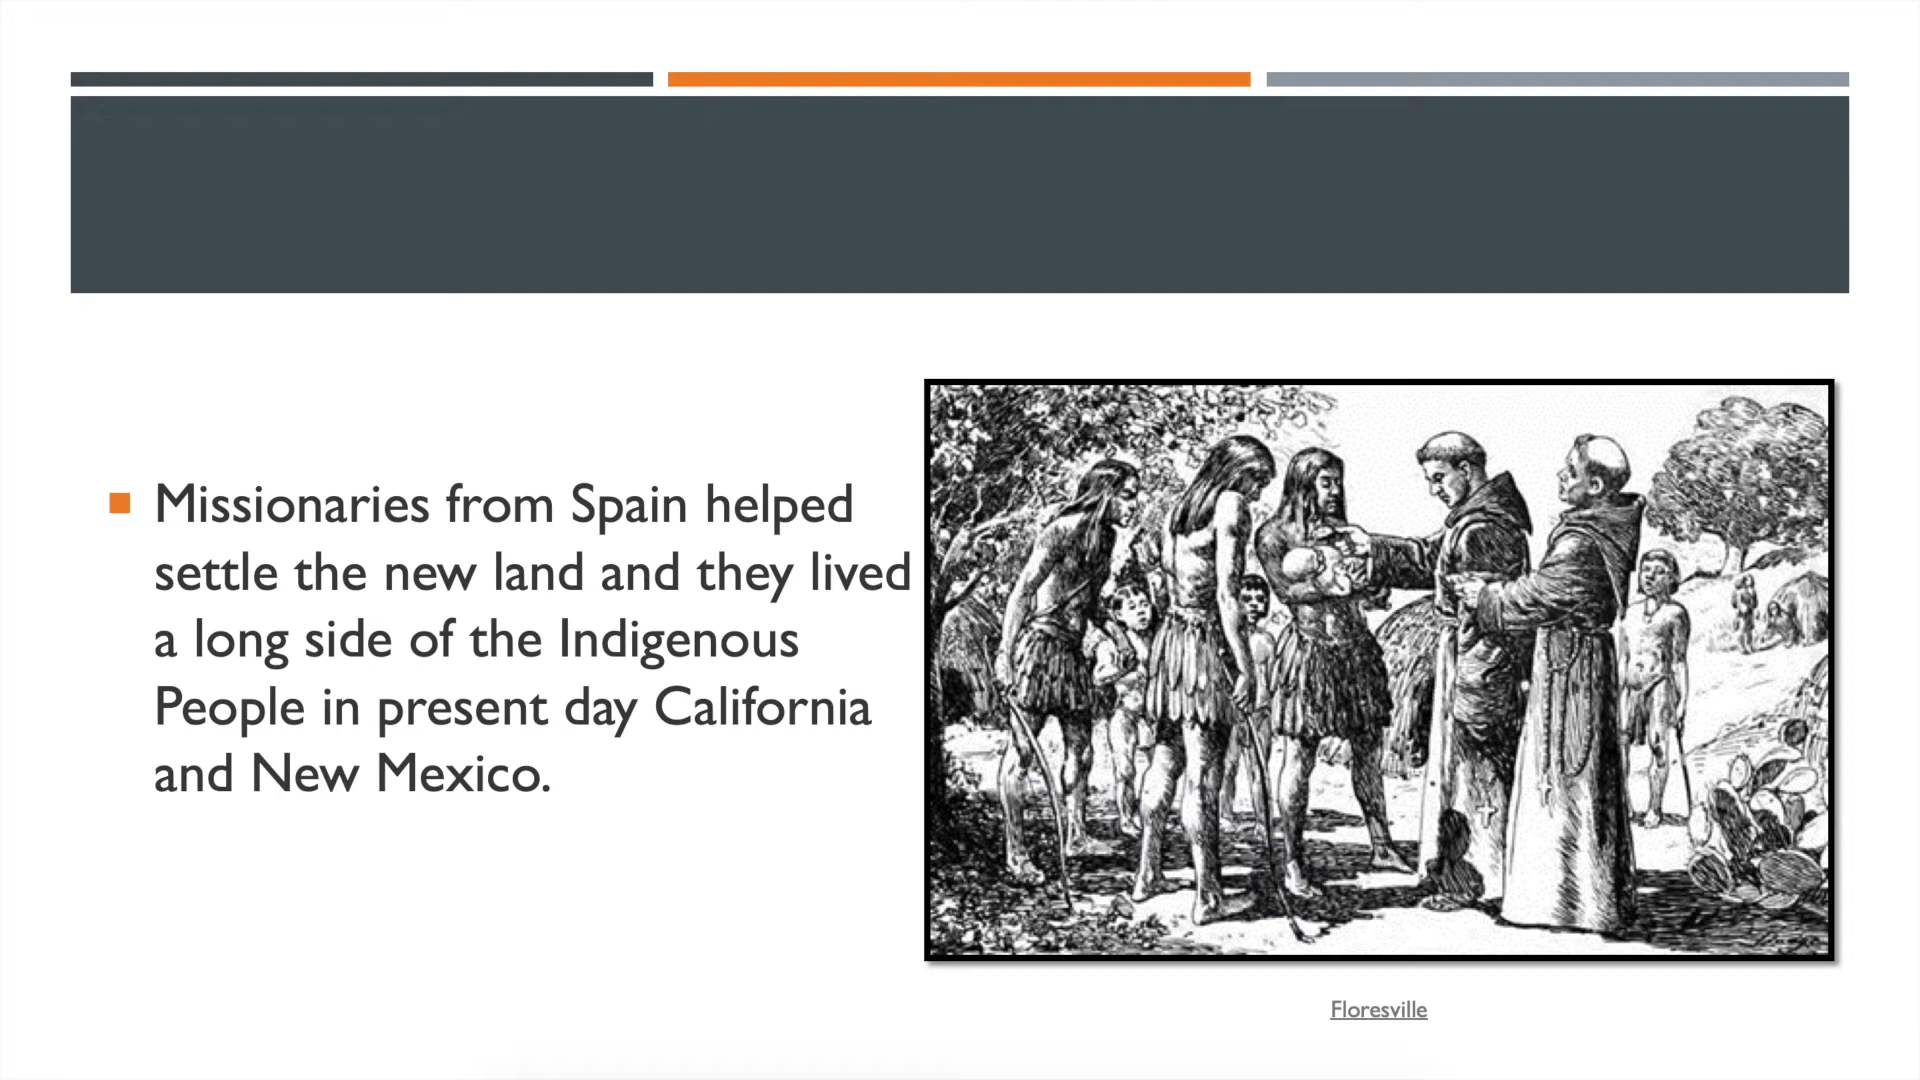 Missionaries from Spain helped
settle the new land and they lived
a long side of the Indigenous
People in present day California
and New Mexico.
Floresville